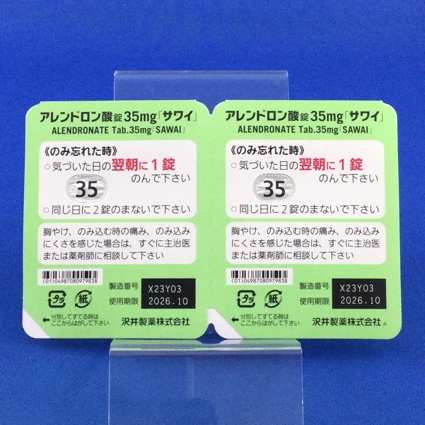 アレンドロン酸錠35mg「サワイ」
ALENDRONATE Tab.35mg「SAWAI」
《のみ忘れた時》
○気づいた日の翌朝に1錠
のんで下さい
35
○同じ日に2錠のまないで下さい
胸やけ、のみ込む時の痛み、のみ込み
にくさを感じた場合は、すぐに主治医
または薬剤師に相談して下さい
(01)04987080979838
製造番号 X23Y03
使用期限 2026.10
タブ 紙
分別してすてる時は
ここからはがして下さい
沢井製薬株式会社
アレンドロン酸錠35mg「サワイ」
ALENDRONATE Tab.35mg「SAWAI」
《のみ忘れた時》
○気づいた日の翌朝に1錠
のんで下さい
35
○同じ日に2錠のまないで下さい
胸やけ、のみ込む時の痛み、のみ込み
にくさを感じた場合は、すぐに主治医
または薬剤師に相談して下さい
(01)04987080979838
製造番号 X23Y03
使用期限 2026.10
タブ 紙
分別してすてる時は
ここからはがして下さい
沢井製薬株式会社 A